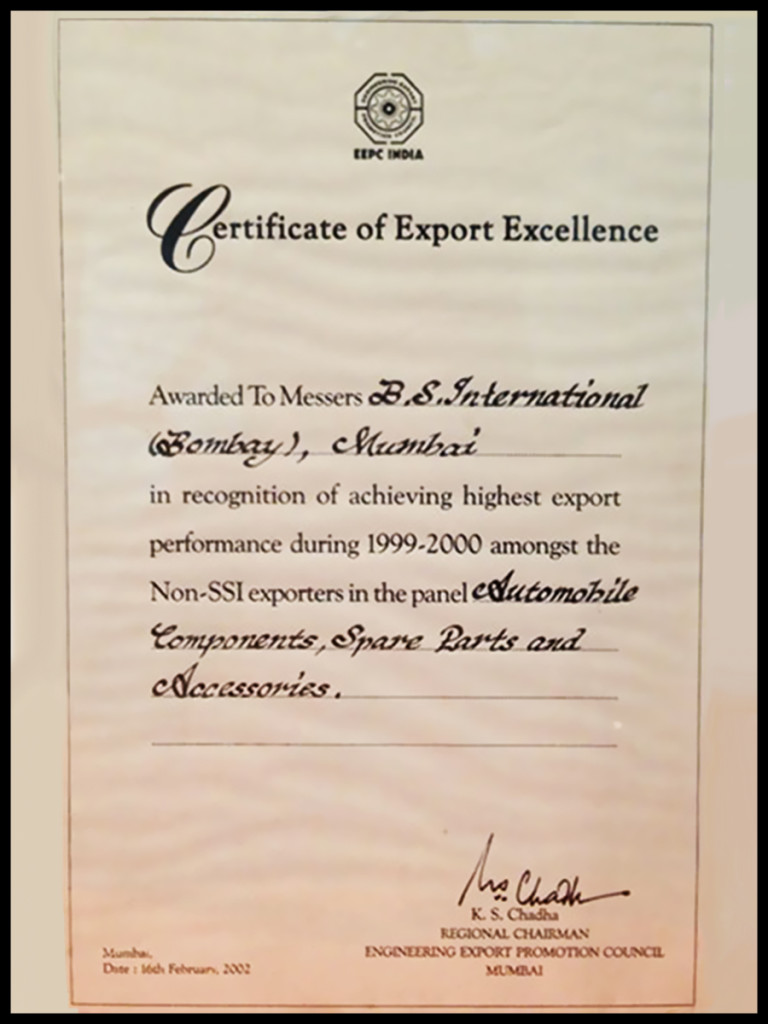 EEPC INDIA
Certificate of Export Excellence
Awarded To Messers B.S.International
(Bombay), Mumbai
in recognition of achieving highest export
performance during 1999-2000 amongst the
Non-SSI exporters in the panel Automobile
Components, Spare Parts and
Accessories.
K. S. Chadha
REGIONAL CHAIRMAN
ENGINEERING EXPORT PROMOTION COUNCIL
MUMBAI
Mumbai,
Date : 16th February, 2002